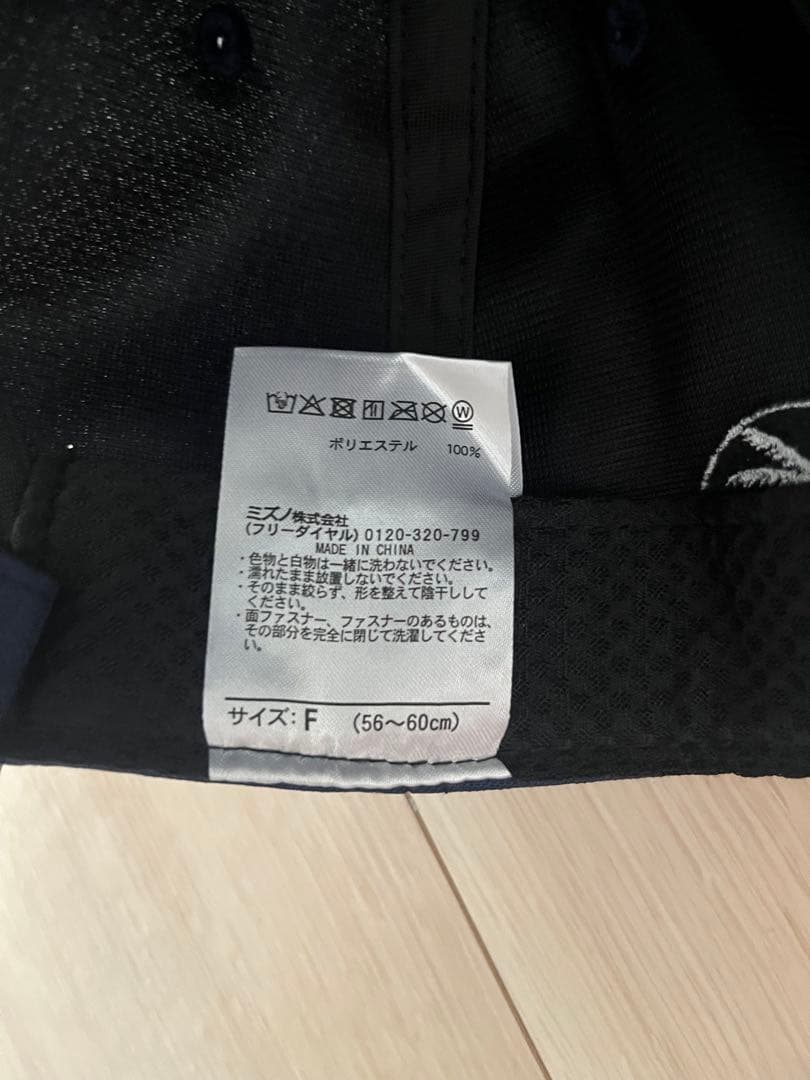 W
ポリエステル 100%
ミズノ株式会社
(フリーダイヤル) 0120-320-799
MADE IN CHINA
・色物と白物は一緒に洗わないでください。
・濡れたまま放置しないでください。
・そのまま絞らず、形を整えて陰干しして
ください。
・面ファスナー、ファスナーのあるものは、
その部分を完全に閉じて洗濯してくださ
い。
サイズ: F (56～60cm)